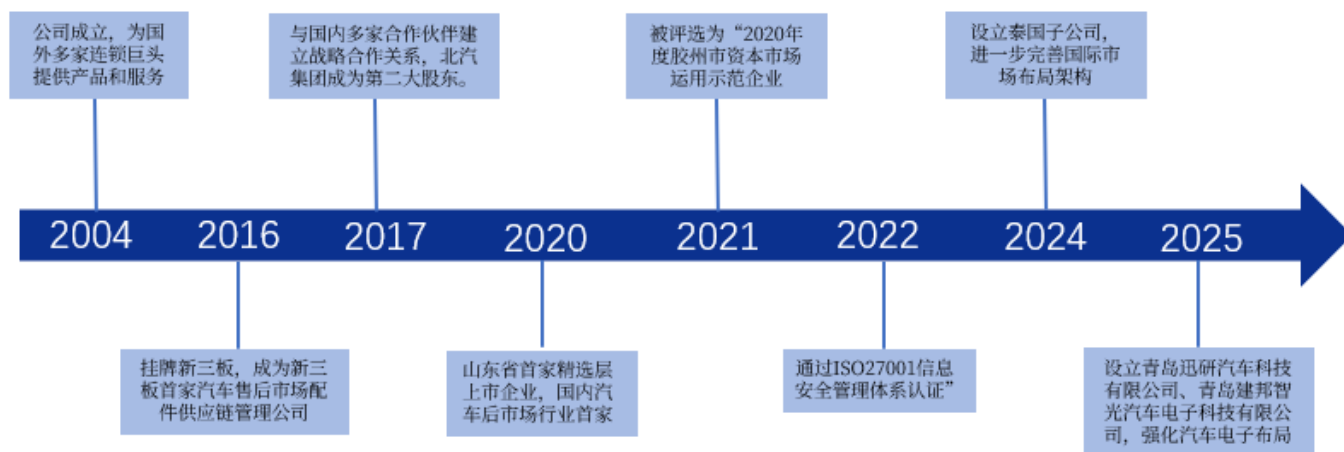 公司成立，为国
外多家连锁巨头
提供产品和服务
与国内多家合作伙伴建
立战略合作关系，北汽
集团成为第二大股东。
被评选为“2020年
度胶州市资本市场
运用示范企业
设立泰国子公司，
进一步完善国际市
场布局架构
2004
2016
2017
2020
2021
2022
2024
2025
挂牌新三板，成为新三
板首家汽车售后市场配
件供应链管理公司
山东省首家精选层
上市企业，国内汽
车后市场行业首家
通过ISO27001信息
安全管理体系认证”
设立青岛迅研汽车科技
有限公司、青岛建邦智
光汽车电子科技有限公
司，强化汽车电子布局